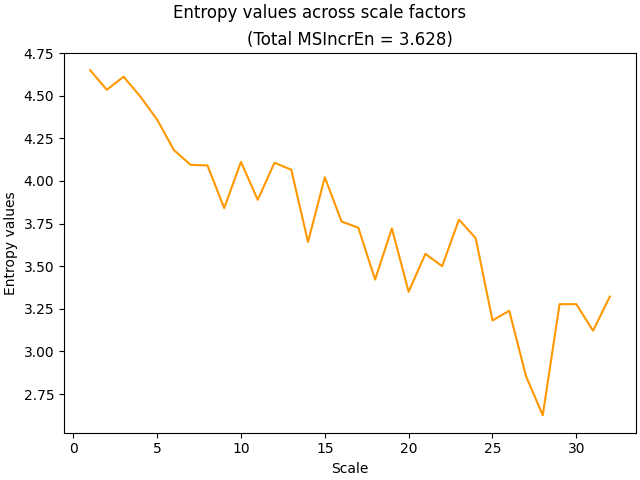 Entropy values across scale factors
(Total MSIncrEn = 3.628)
4.75
4.50
4.25
4.00
3.75
3.50
3.25
3.00
2.75
Entropy values
0 5 10 15 20 25 30
Scale